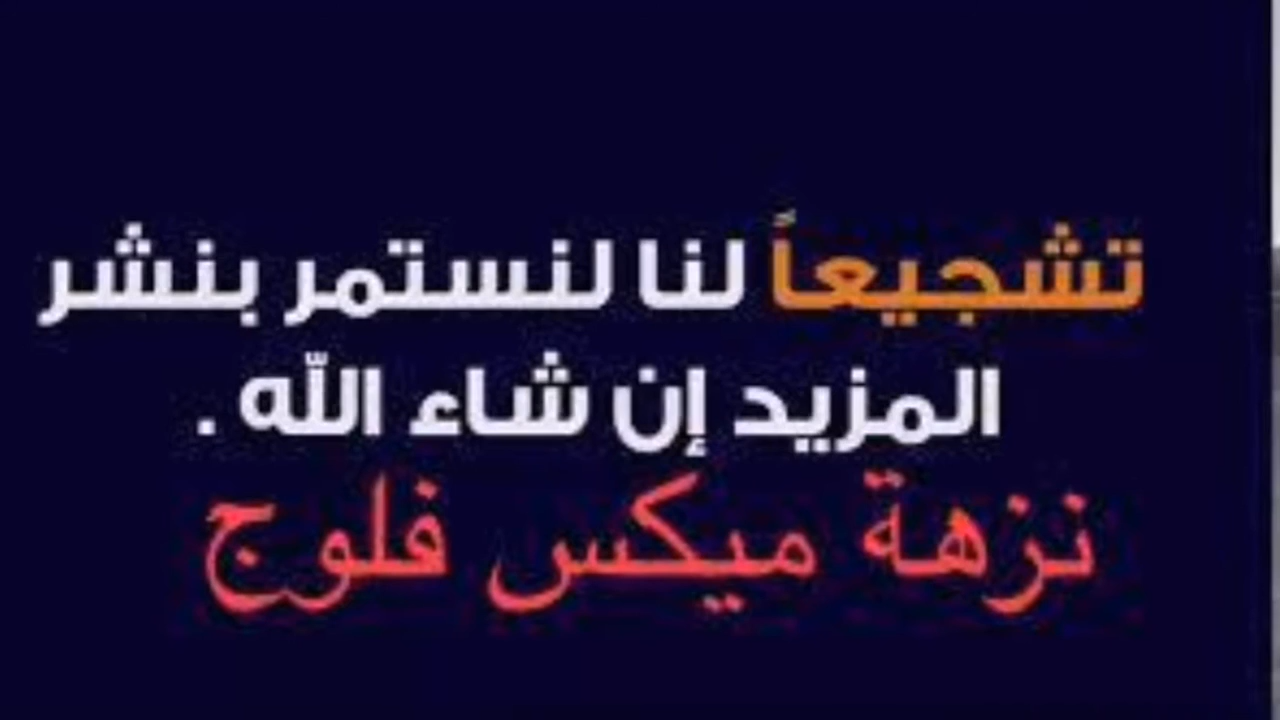 تشجيعاً لنا لنستمر بنشر
المزيد إن شاء الله .
نزهة ميكس فلوج